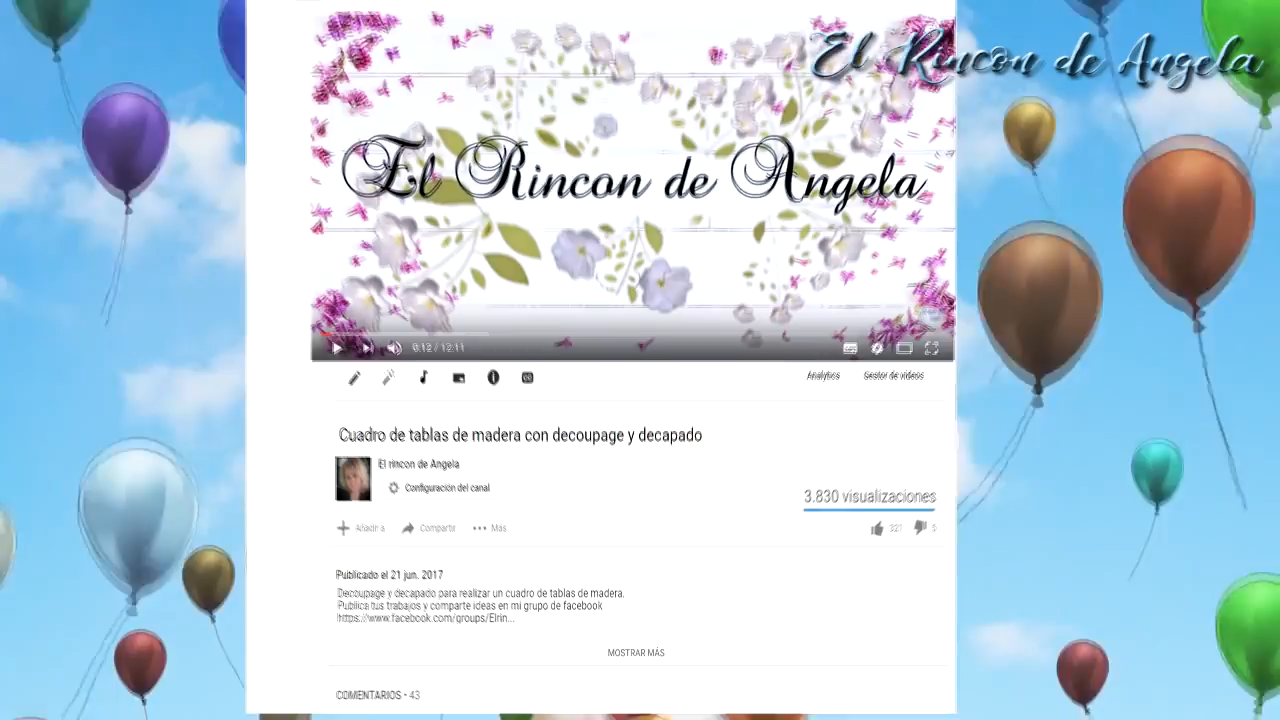 El Rincon de Angela
El Rincon de Angela
0:12 / 12:11
Analytics Gestor de vídeos
Cuadro de tablas de madera con decoupage y decapado
El rincon de Angela
Configuración del canal
3.830 visualizaciones
Añadir a Compartir Más
Publicado el 21 jun. 2017
Decoupage y decapado para realizar un cuadro de tablas de madera.
Publica tus trabajos y comparte ideas en mi grupo de facebook
https://www.facebook.com/groups/Elrin...
MOSTRAR MÁS
COMENTARIOS • 43